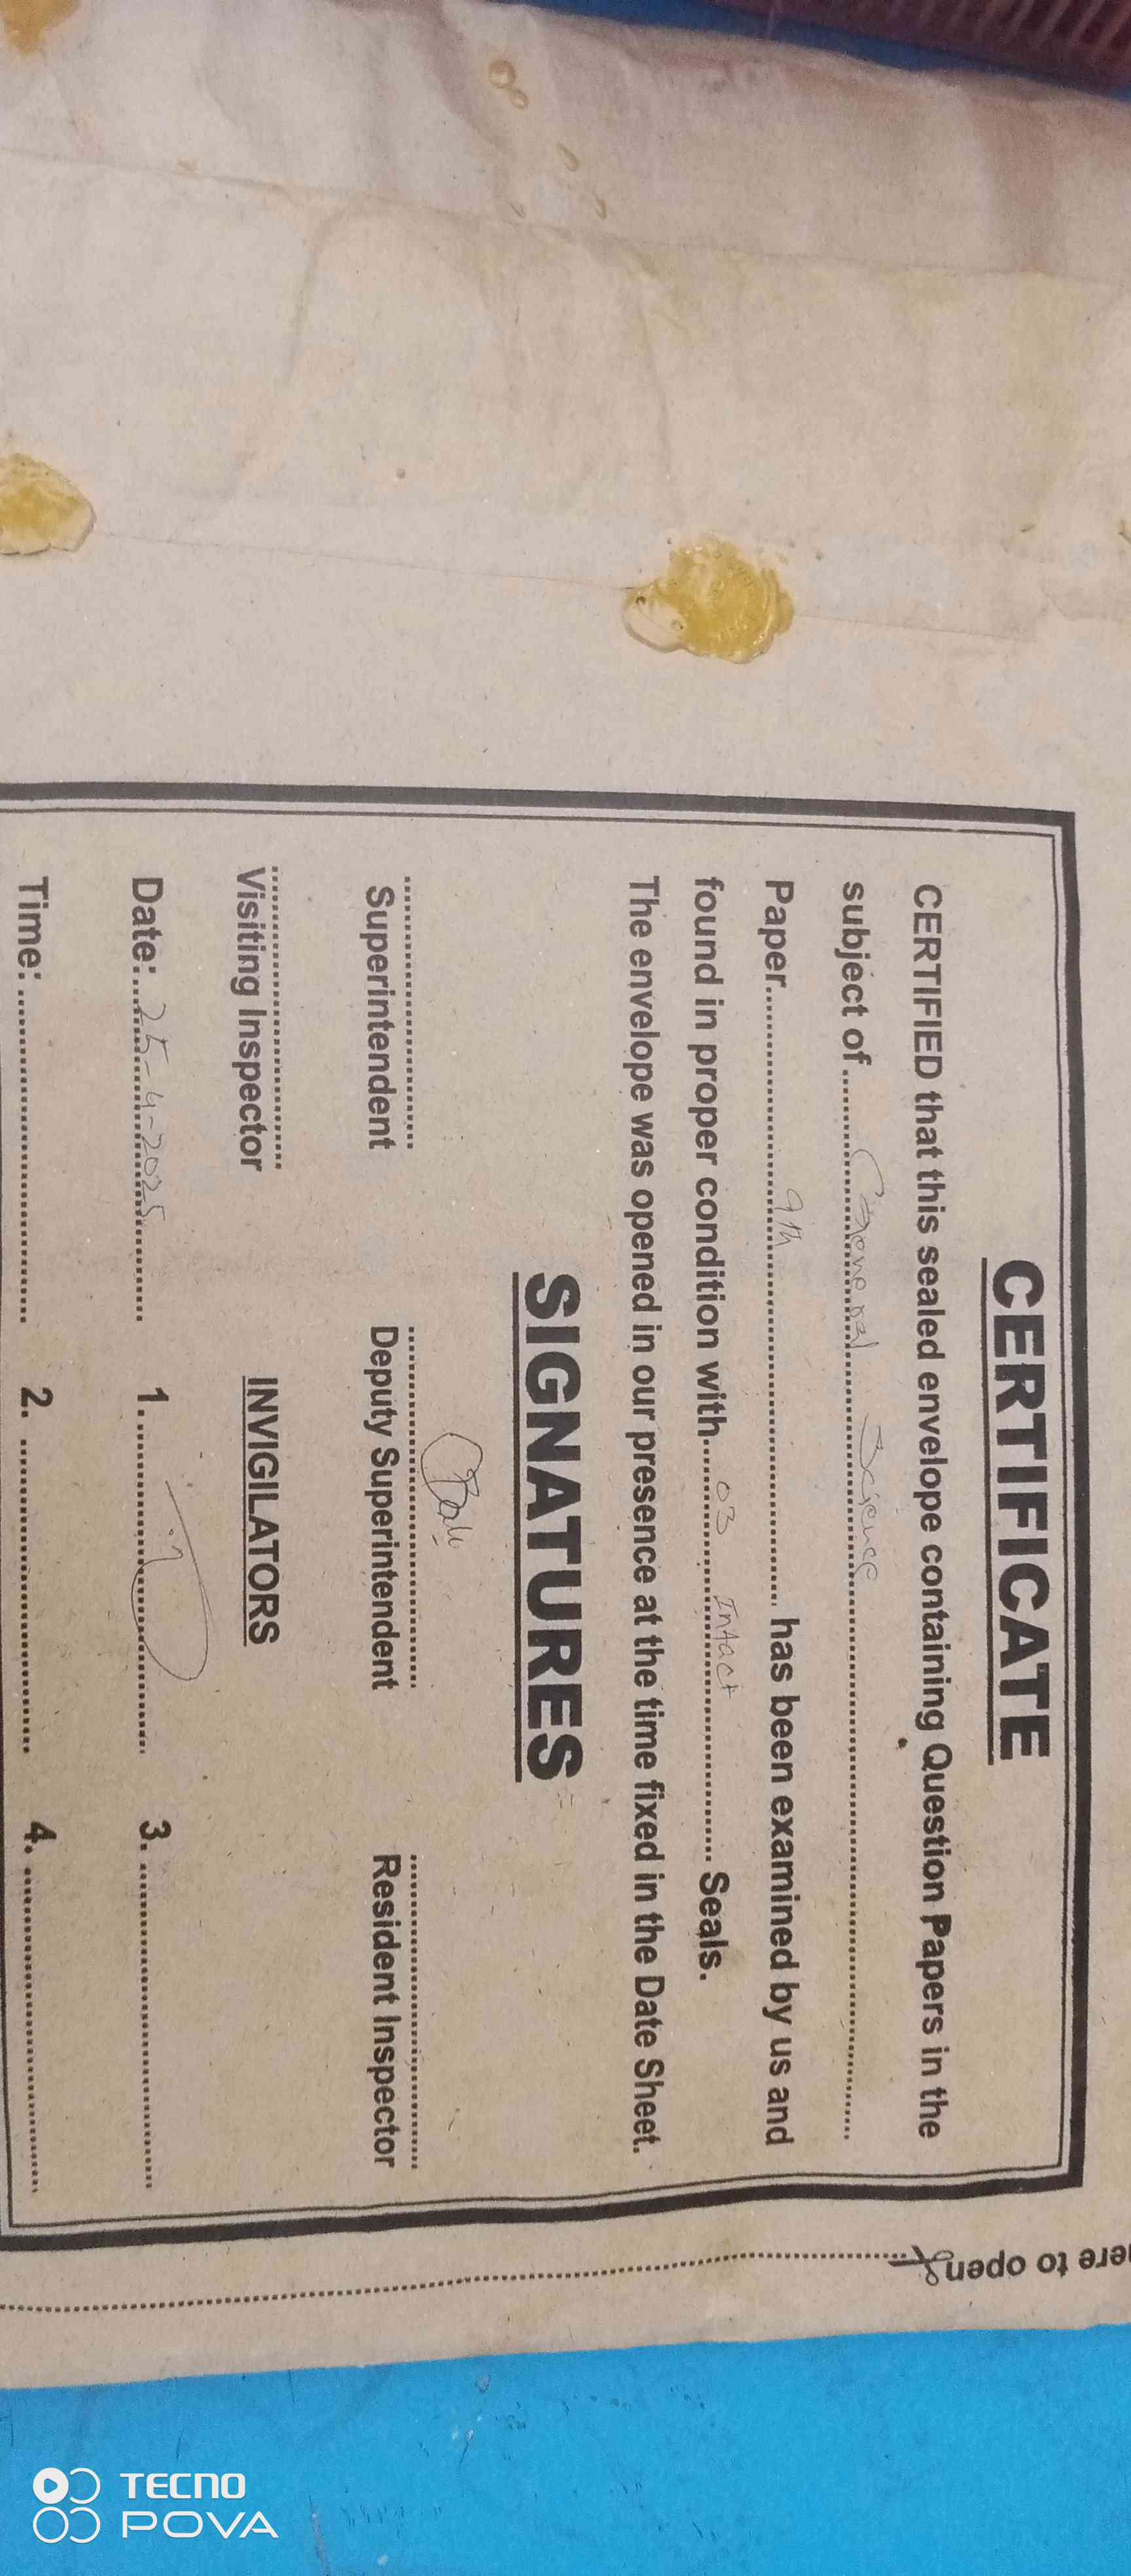 CERTIFICATE
CERTIFIED that this sealed envelope containing Question Papers in the
subject of.......... General Science ..........
Paper.......... 9th .......... has been examined by us and
found in proper condition with.......... 03 Intact .......... Seals.
The envelope was opened in our presence at the time fixed in the Date Sheet.
SIGNATURES
Superintendent Deputy Superintendent Resident Inspector
Visiting Inspector INVIGILATORS
Date: 25-4-2025 1. .......... 3. ..........
Time: .......... 2. .......... 4. ..........
ere to open
TECNO
POVA